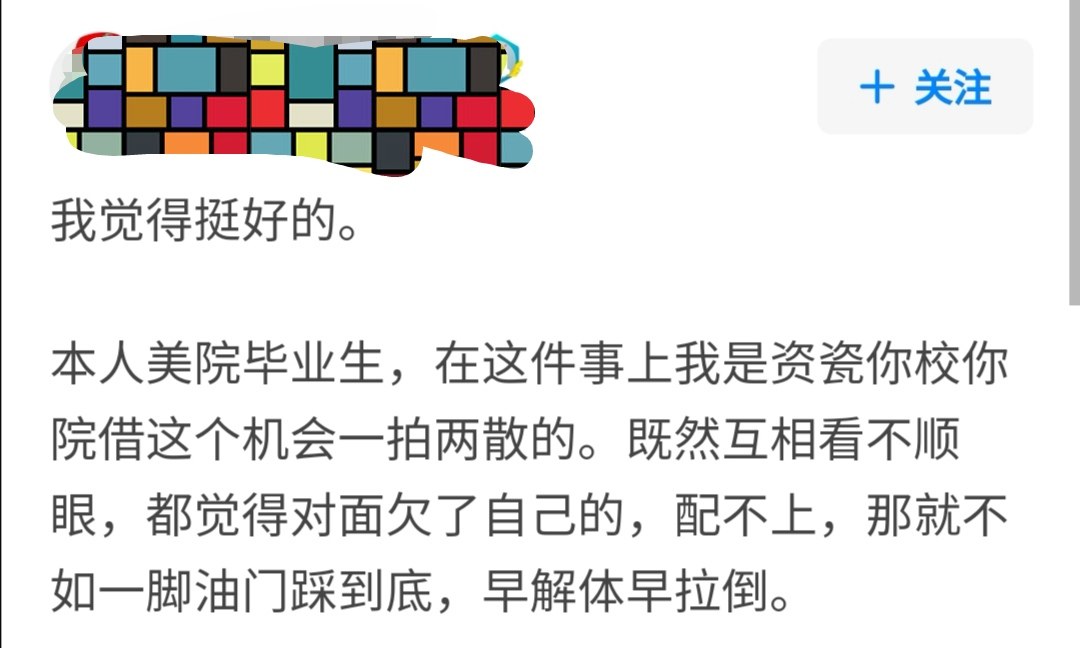 + 关注
我觉得挺好的。
本人美院毕业生，在这件事上我是资瓷你校你
院借这个机会一拍两散的。既然互相看不顺
眼，都觉得对面欠了自己的，配不上，那就不
如一脚油门踩到底，早解体早拉倒。